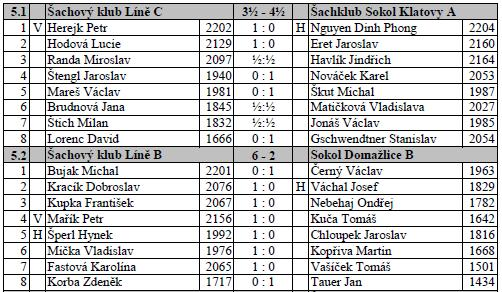 5.1 Šachový klub Líně C 3½ - 4½ Šachklub Sokol Klatovy A
1 V Herejk Petr 2202 1 : 0 H Nguyen Dinh Phong 2204
2 Hodová Lucie 2129 1 : 0 Eret Jaroslav 2160
3 Randa Miroslav 2097 ½:½ Havlík Jindřich 2164
4 Štengl Jaroslav 1940 0 : 1 Nováček Karel 2053
5 Mareš Václav 1981 0 : 1 Škut Michal 1987
6 Brudnová Jana 1845 ½:½ Matičková Vladislava 2027
7 Štich Milan 1832 ½:½ Jonáš Václav 1985
8 Lorenc David 1666 0 : 1 Gschwendtner Stanislav 2054
5.2 Šachový klub Líně B 6 - 2 Sokol Domažlice B
1 Bujak Michal 2201 0 : 1 Černý Václav 1963
2 Kracík Dobroslav 2076 1 : 0 H Váchal Josef 1829
3 Kupka František 2067 1 : 0 Nebehaj Ondřej 1782
4 V Mařík Petr 2156 1 : 0 Kuča Tomáš 1642
5 H Šperl Hynek 1992 1 : 0 Chloupek Jaroslav 1816
6 Mička Vladislav 1976 1 : 0 Kopřiva Martin 1668
7 Fastová Karolína 2065 1 : 0 Vašíček Tomáš 1501
8 Korba Zdeněk 1717 0 : 1 Tauer Jan 1434